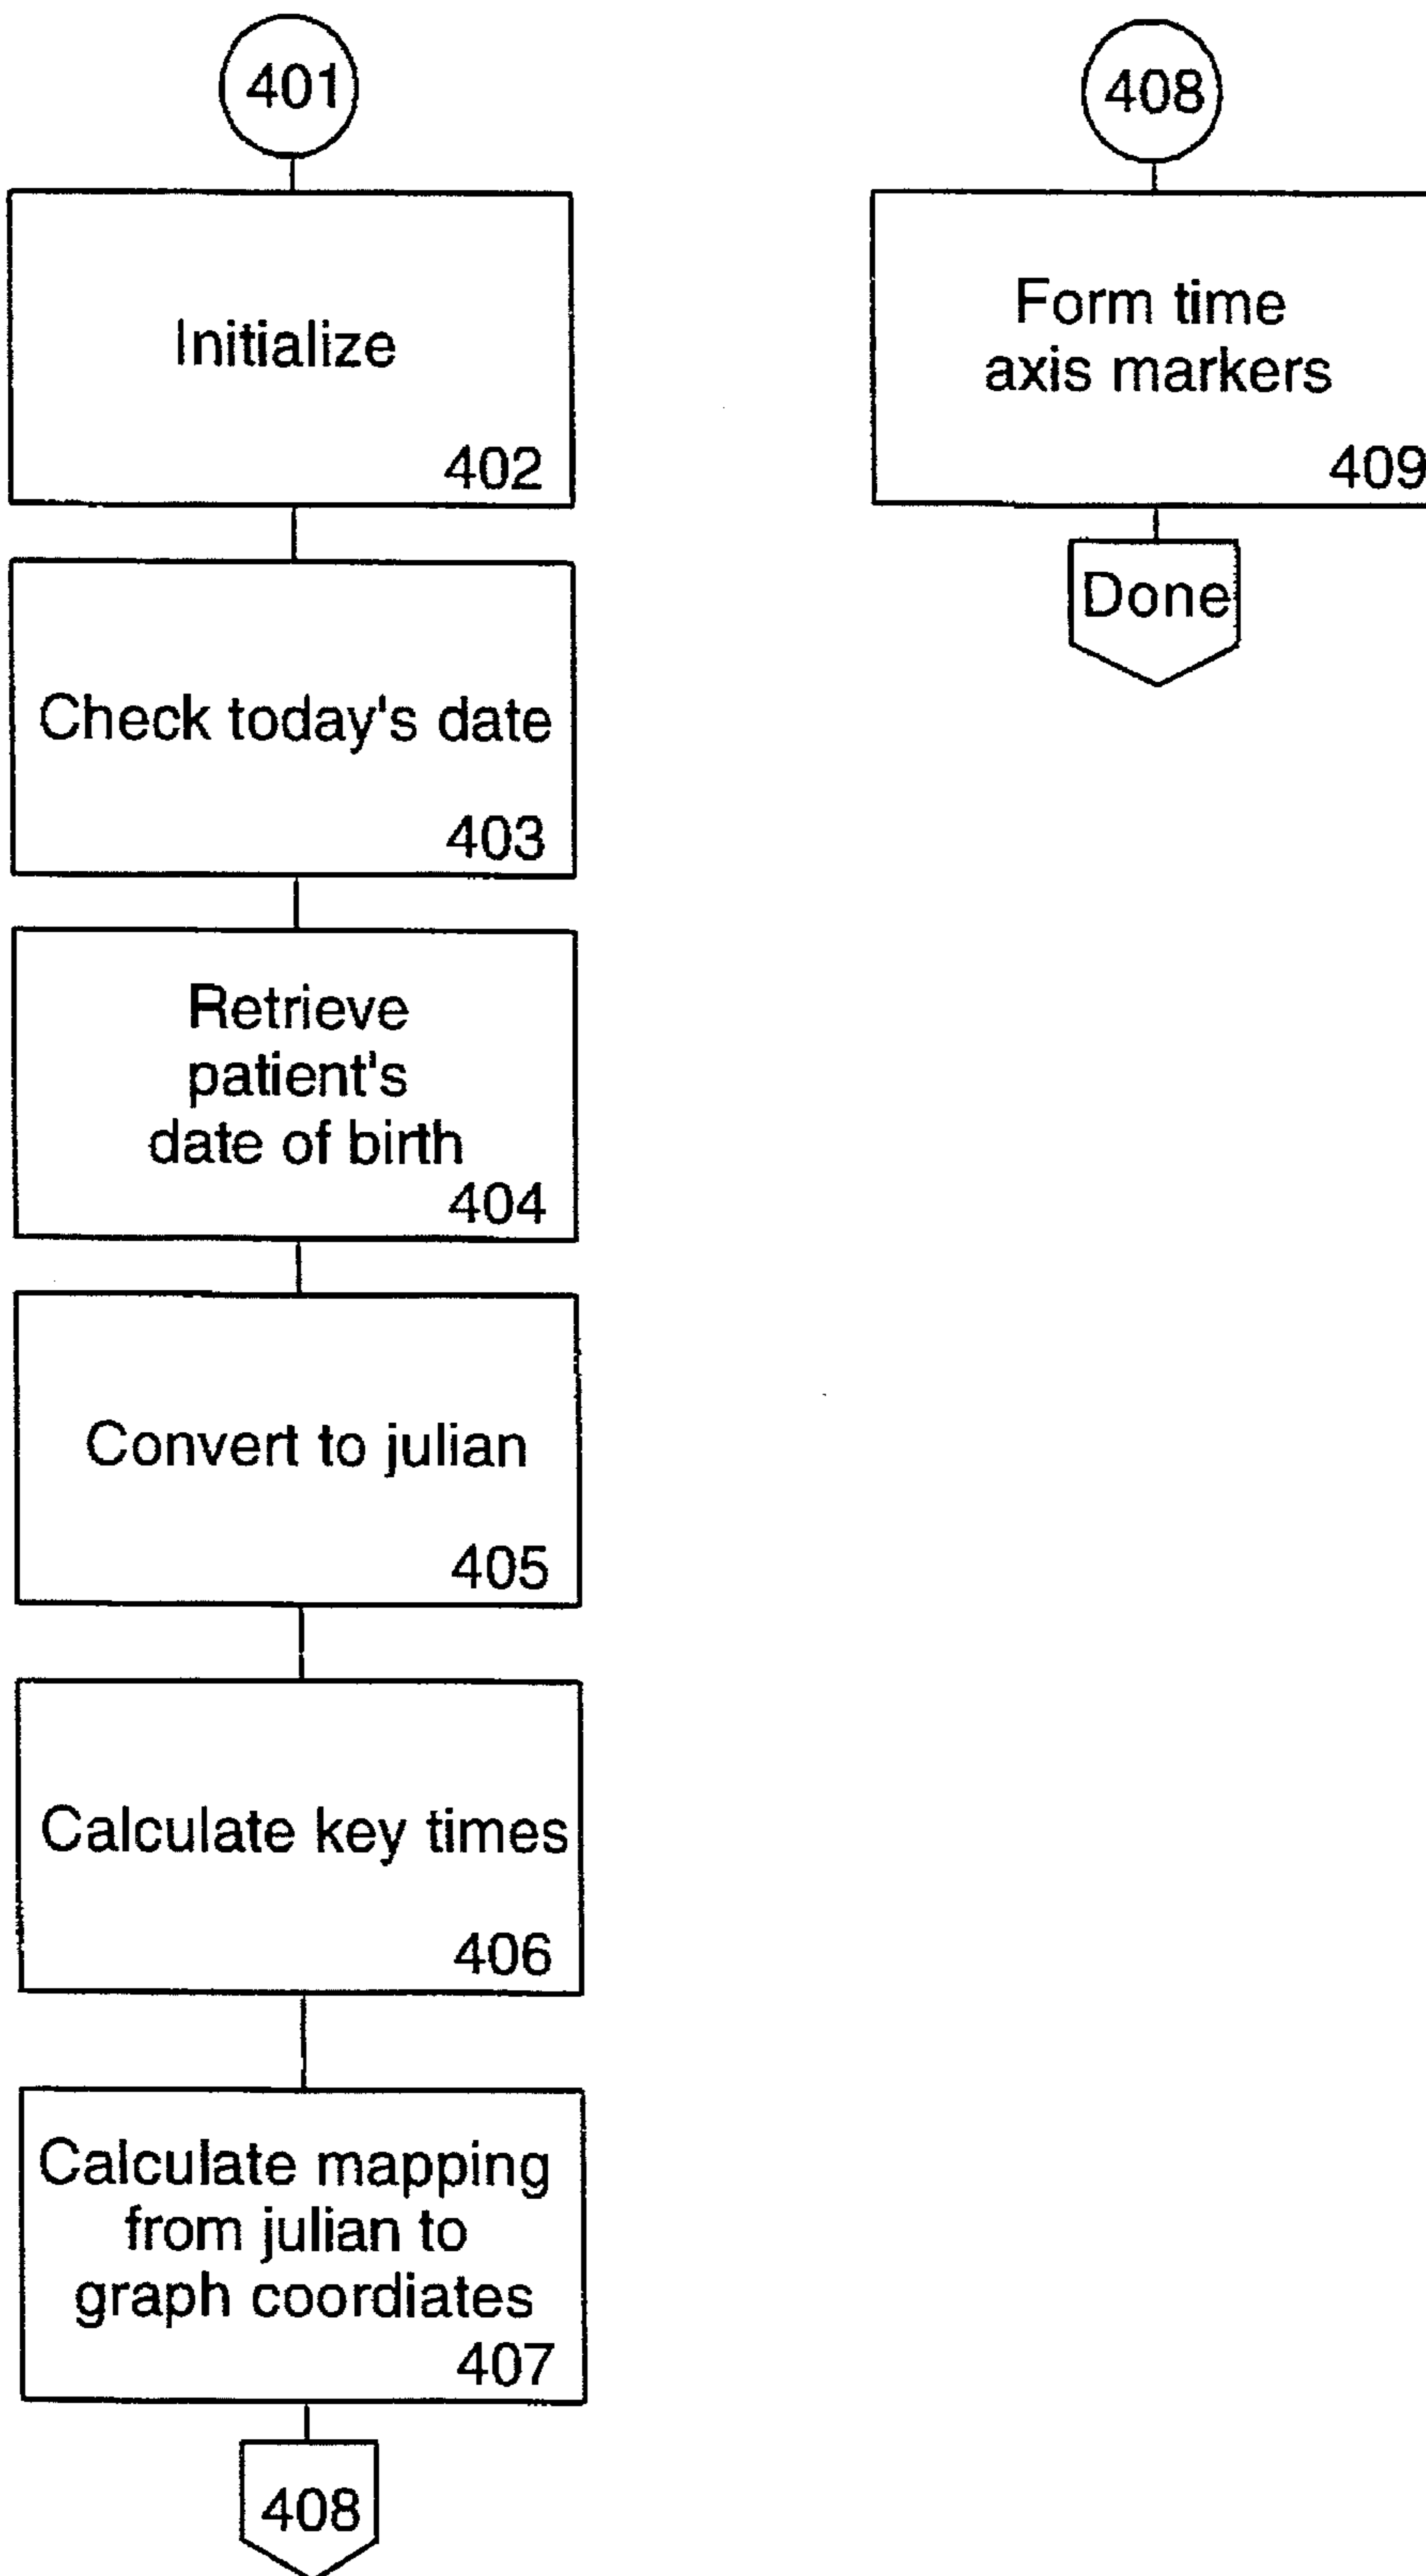 401
Initialize
402
Check today's date
403
Retrieve
patient's
date of birth
404
Convert to julian
405
Calculate key times
406
Calculate mapping
from julian to
graph coordiates
407
408
408
Form time
axis markers
409
Done